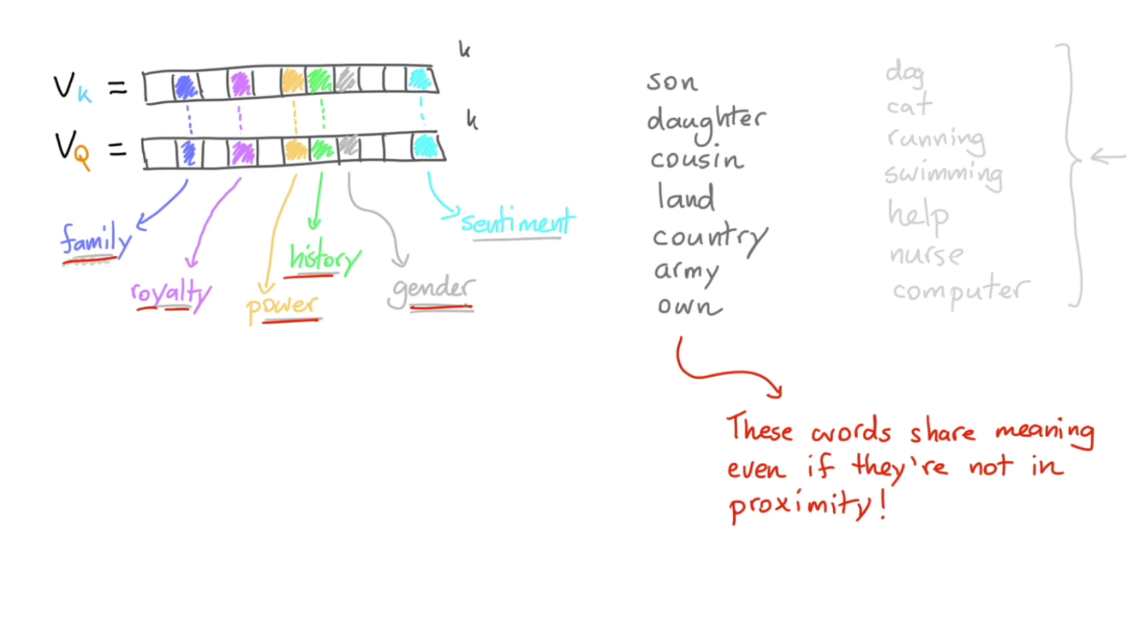 k
V_K =
k
V_Q =
family
royalty
power
history
gender
sentiment
son
daughter
cousin
land
country
army
own
dog
cat
running
swimming
help
nurse
computer
These words share meaning
even if they're not in
proximity!